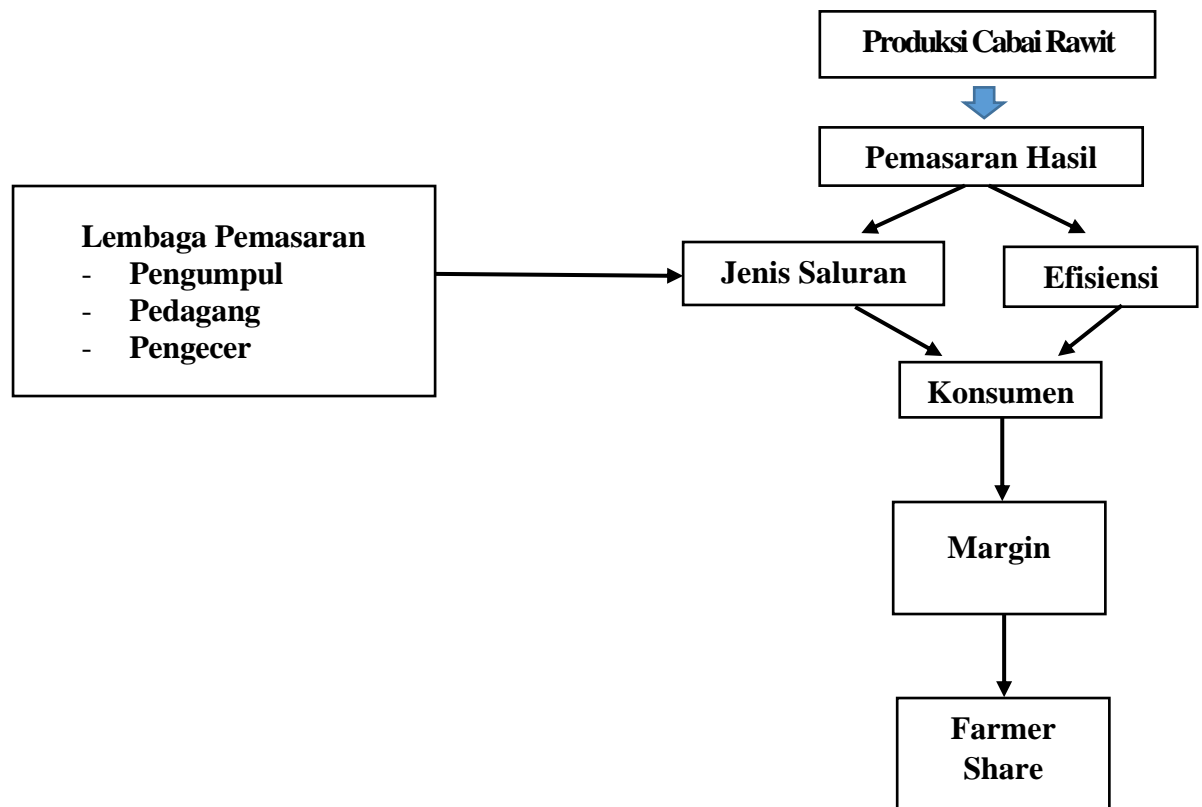 Produksi Cabai Rawit
Pemasaran Hasil
Lembaga Pemasaran
- Pengumpul
- Pedagang
- Pengecer
Jenis Saluran
Efisiensi
Konsumen
Margin
Farmer
Share